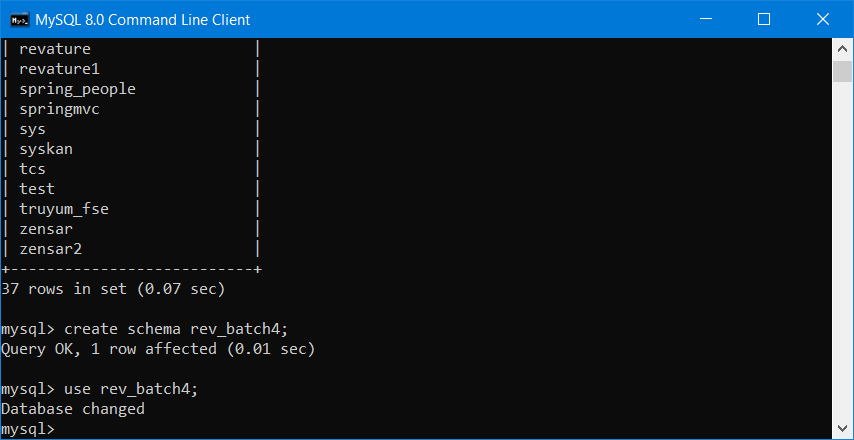 MySQL 8.0 Command Line Client
| revature                  |
| revature1                 |
| spring_people             |
| springmvc                 |
| sys                       |
| syskan                    |
| tcs                       |
| test                      |
| truyum_fse                |
| zensar                    |
| zensar2                   |
+---------------------------+
37 rows in set (0.07 sec)
mysql> create schema rev_batch4;
Query OK, 1 row affected (0.01 sec)
mysql> use rev_batch4;
Database changed
mysql>